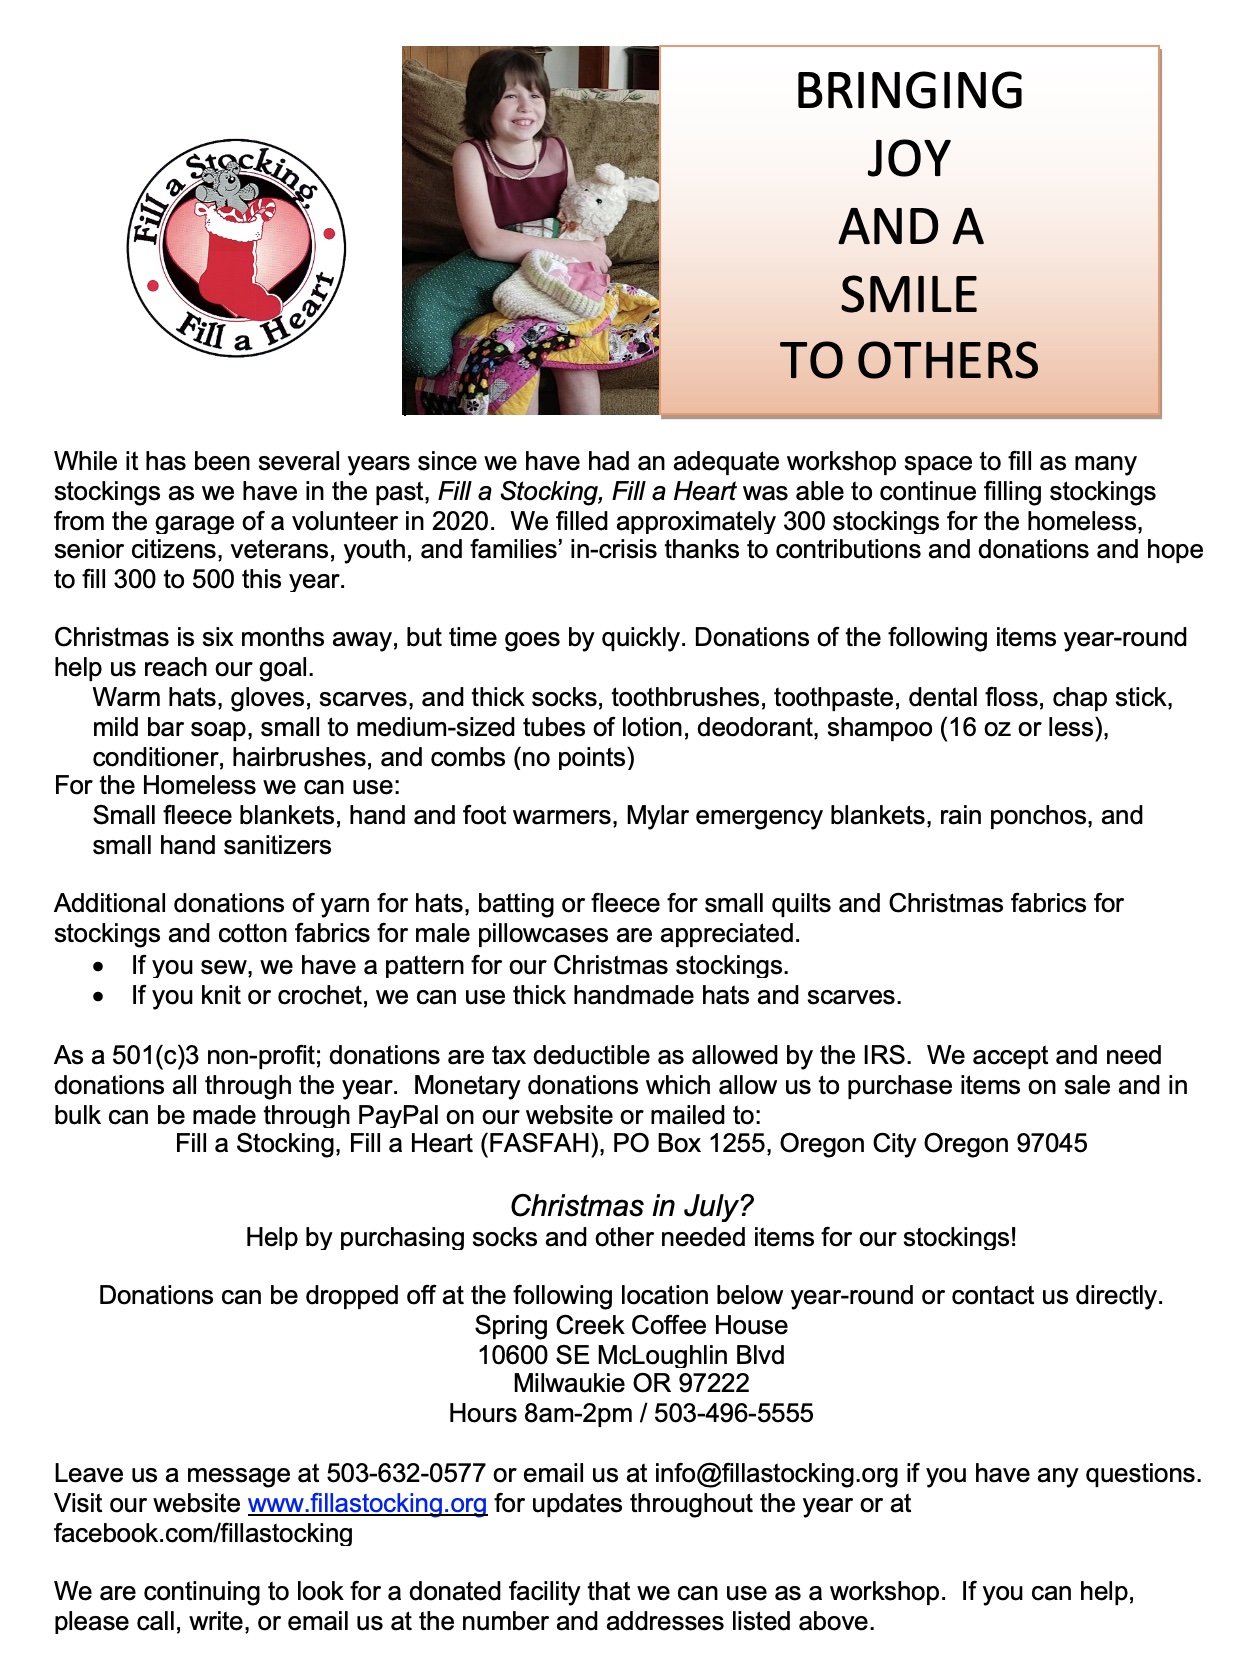 Fill a Stocking,
Fill a Heart
BRINGING
JOY
AND A
SMILE
TO OTHERS
While it has been several years since we have had an adequate workshop space to fill as many
stockings as we have in the past, Fill a Stocking, Fill a Heart was able to continue filling stockings
from the garage of a volunteer in 2020.  We filled approximately 300 stockings for the homeless,
senior citizens, veterans, youth, and families’ in-crisis thanks to contributions and donations and hope
to fill 300 to 500 this year.
Christmas is six months away, but time goes by quickly. Donations of the following items year-round
help us reach our goal.
Warm hats, gloves, scarves, and thick socks, toothbrushes, toothpaste, dental floss, chap stick,
mild bar soap, small to medium-sized tubes of lotion, deodorant, shampoo (16 oz or less),
conditioner, hairbrushes, and combs (no points)
For the Homeless we can use:
Small fleece blankets, hand and foot warmers, Mylar emergency blankets, rain ponchos, and
small hand sanitizers
Additional donations of yarn for hats, batting or fleece for small quilts and Christmas fabrics for
stockings and cotton fabrics for male pillowcases are appreciated.
• If you sew, we have a pattern for our Christmas stockings.
• If you knit or crochet, we can use thick handmade hats and scarves.
As a 501(c)3 non-profit; donations are tax deductible as allowed by the IRS.  We accept and need
donations all through the year.  Monetary donations which allow us to purchase items on sale and in
bulk can be made through PayPal on our website or mailed to:
Fill a Stocking, Fill a Heart (FASFAH), PO Box 1255, Oregon City Oregon 97045
Christmas in July?
Help by purchasing socks and other needed items for our stockings!
Donations can be dropped off at the following location below year-round or contact us directly.
Spring Creek Coffee House
10600 SE McLoughlin Blvd
Milwaukie OR 97222
Hours 8am-2pm / 503-496-5555
Leave us a message at 503-632-0577 or email us at info@fillastocking.org if you have any questions.
Visit our website www.fillastocking.org for updates throughout the year or at
facebook.com/fillastocking
We are continuing to look for a donated facility that we can use as a workshop.  If you can help,
please call, write, or email us at the number and addresses listed above.